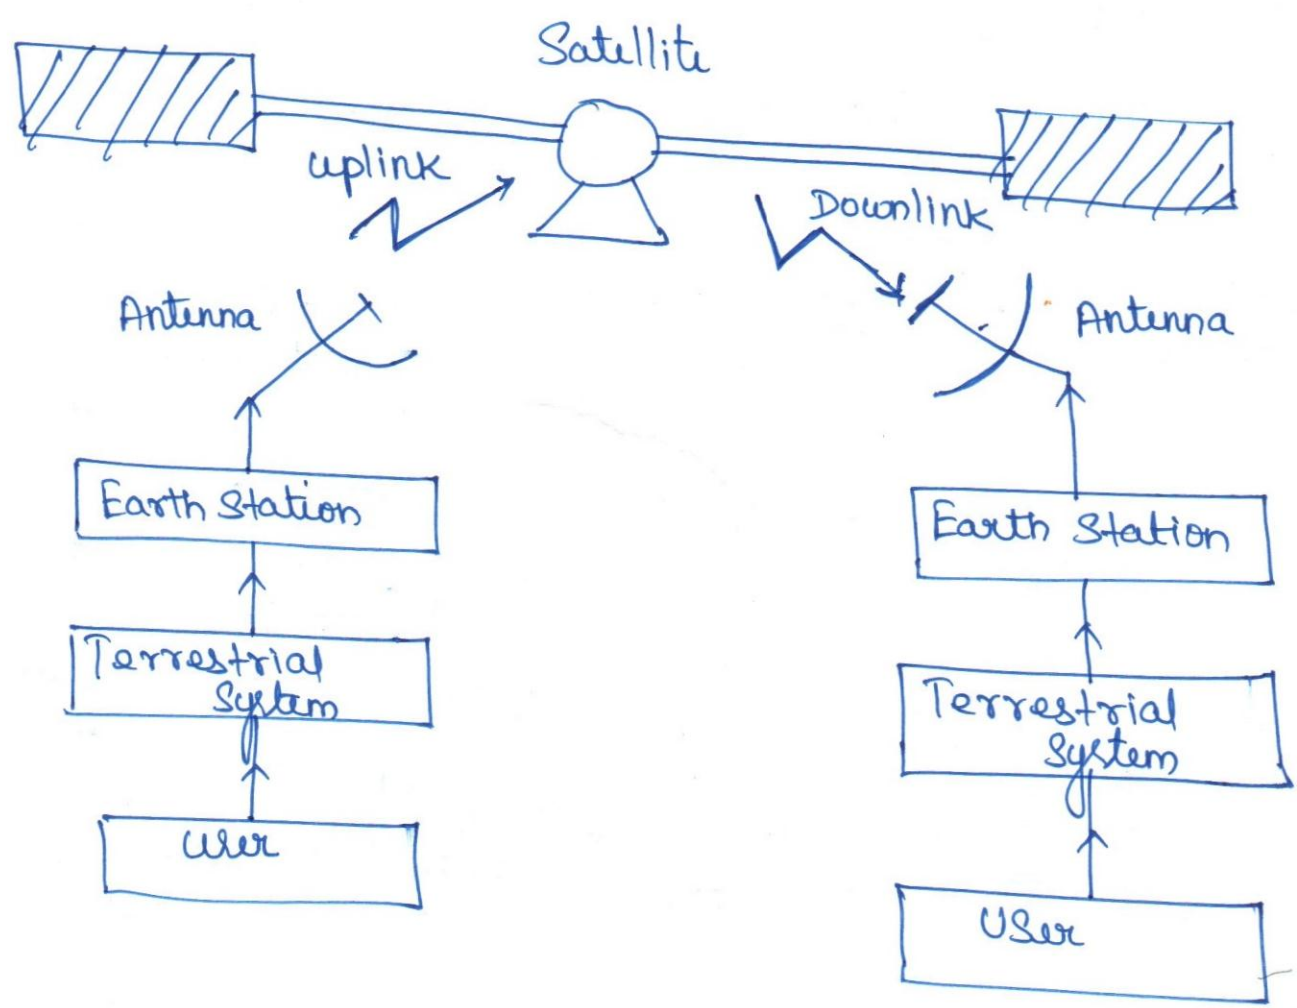 Satellite
uplink
Downlink
Antenna
Antenna
Earth Station
Earth Station
Terrestrial
System
Terrestrial
System
User
User